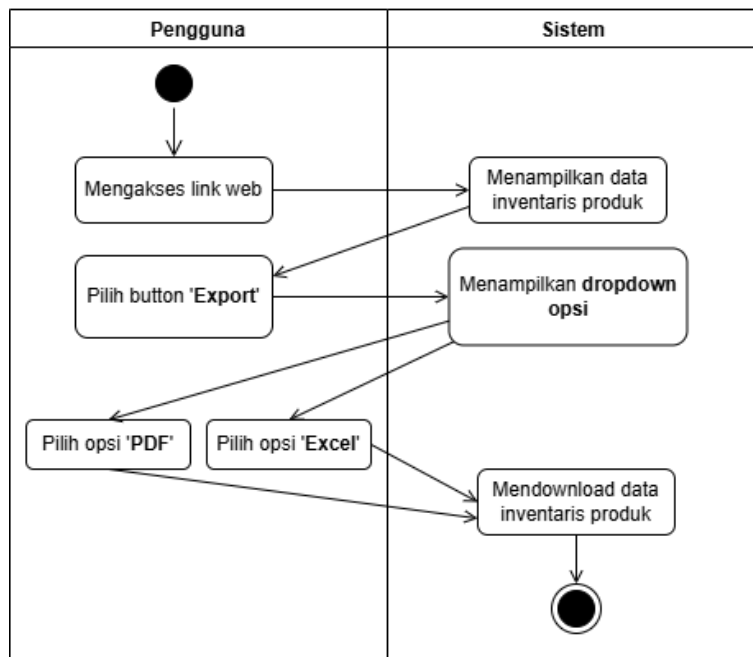 Pengguna
Sistem
Mengakses link web
Menampilkan data
inventaris produk
Pilih button 'Export'
Menampilkan dropdown
opsi
Pilih opsi 'PDF'
Pilih opsi 'Excel'
Mendownload data
inventaris produk